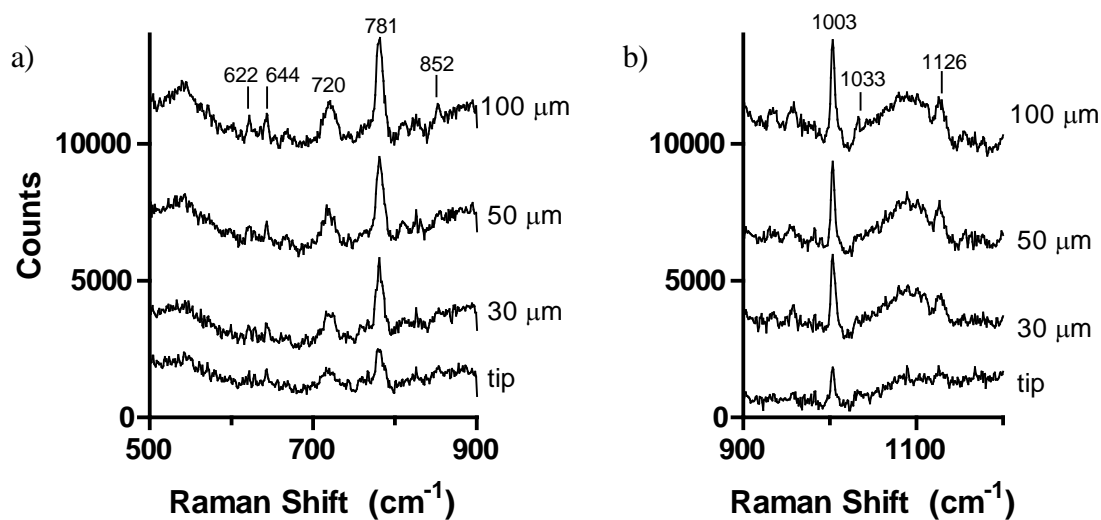 a)
622
644
720
781
852
100 μm
50 μm
30 μm
tip
10000
5000
0
Counts
500
700
900
Raman Shift (cm⁻¹)
b)
1003
1033
1126
100 μm
50 μm
30 μm
tip
10000
5000
0
900
1100
Raman Shift (cm⁻¹)